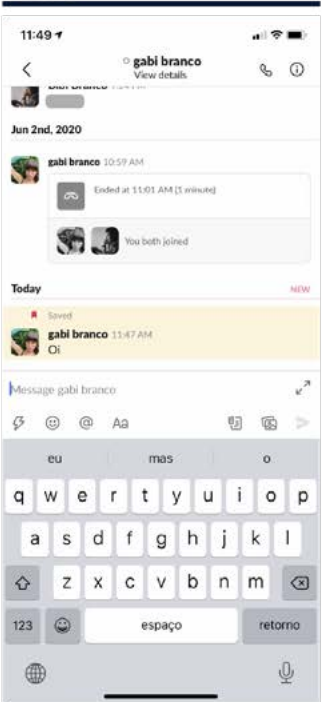 11:49
gabi branco
View details
Jun 2nd, 2020
gabi branco 10:59 AM
Ended at 11:01 AM [1 minute]
You both joined
Today NEW
Saved
gabi branco 11:47 AM
Oi
Message gabi branco
@ Aa
eu mas o
q w e r t y u i o p
a s d f g h j k l
z x c v b n m
123 espaço retorno